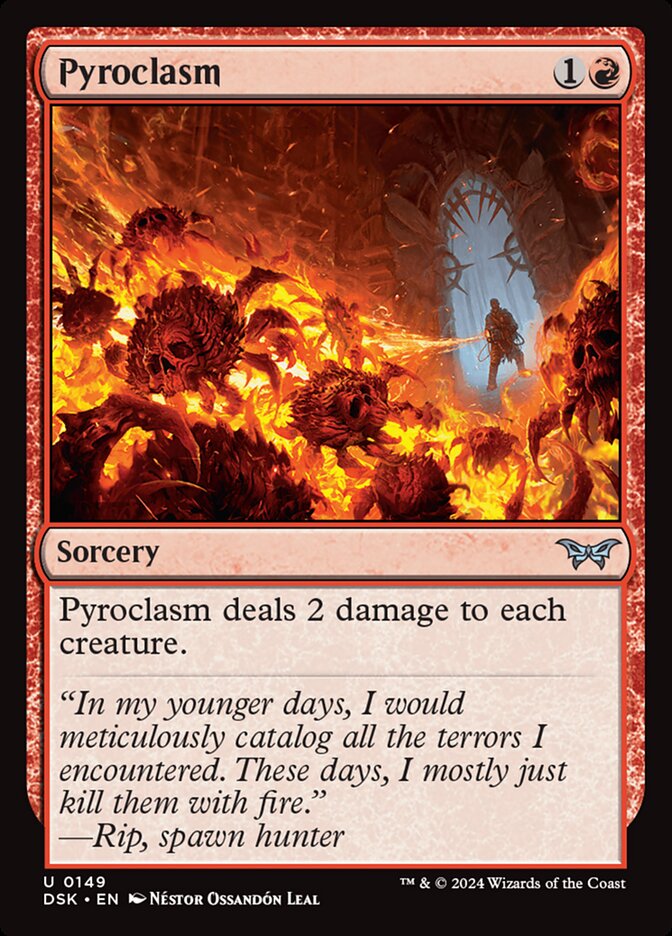 Pyroclasm 1
Sorcery
Pyroclasm deals 2 damage to each
creature.
“In my younger days, I would
meticulously catalog all the terrors I
encountered. These days, I mostly just
kill them with fire.”
—Rip, spawn hunter
U 0149
DSK • EN Néstor Ossandón Leal
™ & © 2024 Wizards of the Coast